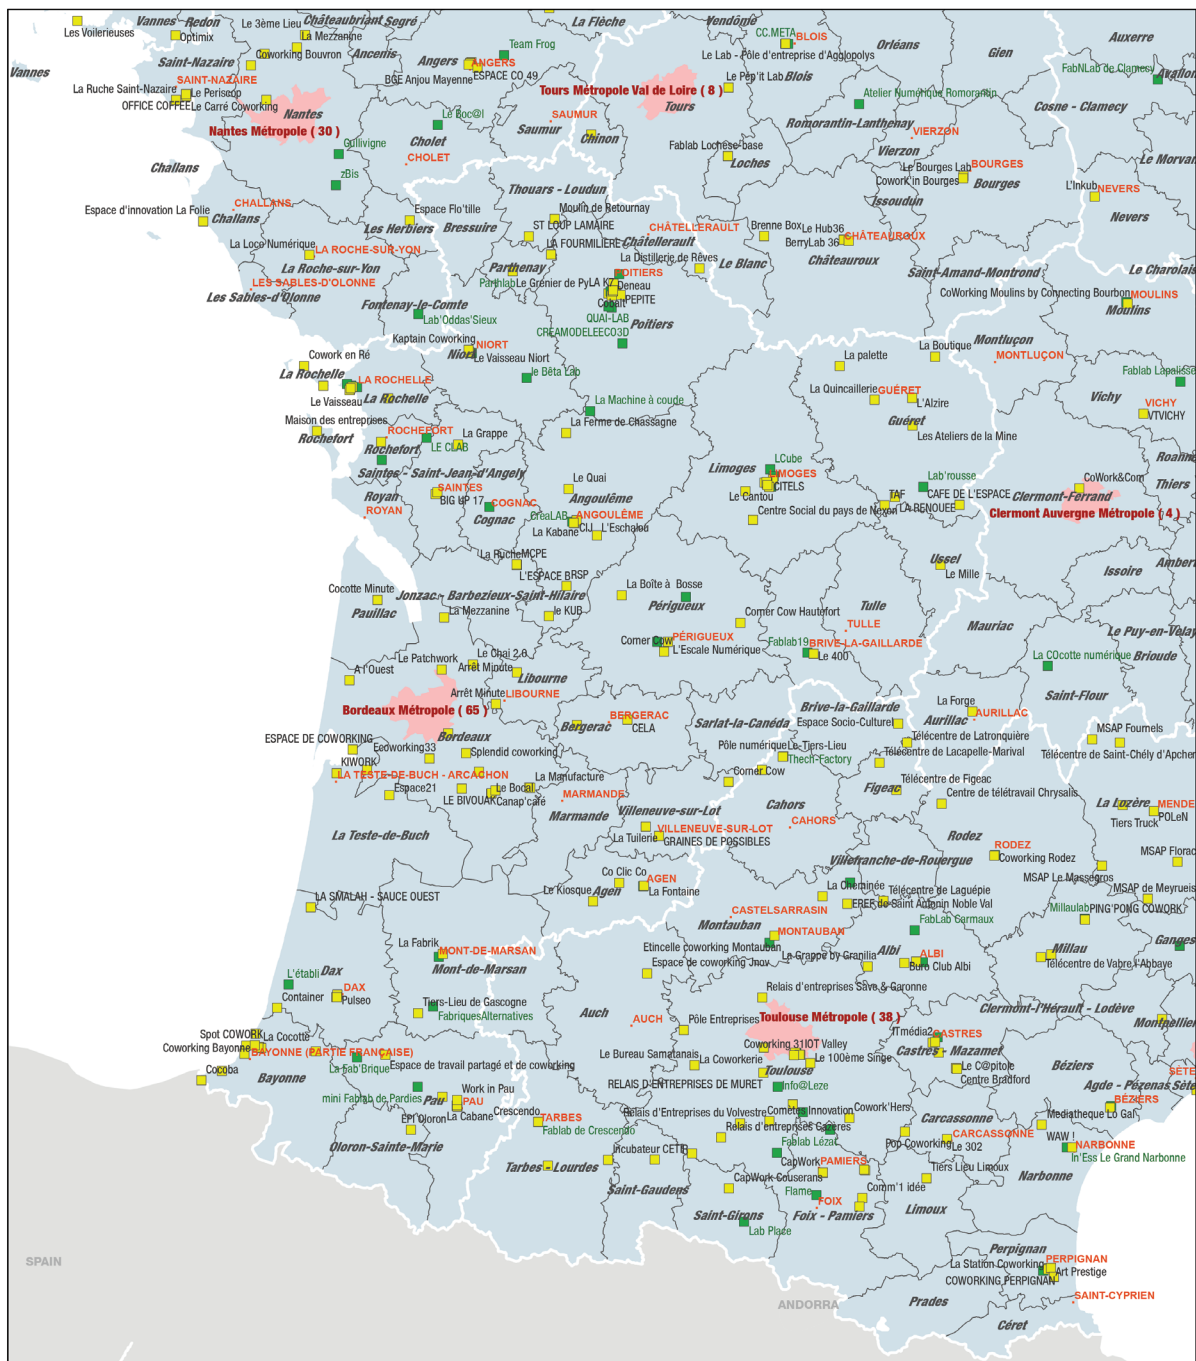 Vannes
Redon
Le 3ème Lieu
Châteaubriant
Segré
La Flèche
Vendôme
Les Voilerieuses
Optimix
La Mezzanine
CC.META
BLOIS
Orléans
Auxerre
Coworking Bouvron
Ancenis
Team Frog
Le Lab - Pôle d'entreprise d'Agglopolys
Gien
Saint-Nazaire
Angers
ANGERS
FabNLab de Clamecy
Avallon
Vannes
SAINT-NAZAIRE
BGE Anjou Mayenne
ESPACE CO 49
Le Pep'it Lab
Blois
La Ruche Saint-Nazaire
Le Periscop
Tours Métropole Val de Loire ( 8 )
Atelier Numérique Romorantin
OFFICE COFFEE
Le Carré Coworking
Nantes
Tours
Cosne - Clamecy
Nantes Métropole ( 30 )
Le Boc@l
SAUMUR
Saumur
Romorantin-Lanthenay
VIERZON
Gullivigne
Cholet
Chinon
Fablab Lochese-base
Vierzon
CHOLET
Loches
Le Morvan
Challans
zBis
Le Bourges Lab
BOURGES
Cowork'in Bourges
Bourges
L'Inkub
NEVERS
Thouars - Loudun
Issoudun
CHALLANS
Espace d'innovation La Folie
Challans
Espace Flo'tille
Moulin de Retournay
Nevers
Les Herbiers
Bressuire
ST LOUP LAMAIRE
CHÂTELLERAULT
Brenne Box
Le Hub36
La Loco Numérique
LA ROCHE-SUR-YON
LA FOURMILIERE
Châtellerault
BerryLab 36
CHÂTEAUROUX
La Roche-sur-Yon
Parthenay
La Distillerie de Rêves
Le Blanc
Châteauroux
Saint-Amand-Montrond
Le Charolais
LES SABLES-D'OLONNE
Parthlab
Le Grenier de Py
LA K7
POITIERS
Deneau
Les Sables-d'Olonne
Fontenay-le-Comte
Cobalt
PEPITE
CoWorking Moulins by Connecting Bourbon
MOULINS
Moulins
Lab'Oddas'Sieux
QUAI-LAB
Poitiers
CREAMODELEECO3D
Kaptain Coworking
NIORT
Niort
Le Vaisseau Niort
La Boutique
Montluçon
Cowork en Ré
La palette
MONTLUÇON
La Rochelle
LA ROCHELLE
le Bêta Lab
Fablab Lapalisse
La Quincaillerie
GUÉRET
Vichy
Le Vaisseau
La Rochelle
La Machine à coude
L'Alzire
VICHY
VTVICHY
Maison des entreprises
La Ferme de Chassagne
Guéret
Rochefort
ROCHEFORT
La Grappe
Les Ateliers de la Mine
Rochefort
LE CLAB
LCube
Roanne
Saintes - Saint-Jean-d'Angely
Le Quai
Limoges
LIMOGES
Lab'rousse
CoWork&Com
Thiers
Royan
SAINTES
Angoulême
CITELS
Le Cantou
TAF
CAFE DE L'ESPACE
Clermont-Ferrand
ROYAN
BIG UP 17
COGNAC
CreaLAB
ANGOULÊME
Centre Social du pays de Nexon
LA RENOUEE
Clermont Auvergne Métropole ( 4 )
Cognac
La Kabane
CIJ
L'Eschalou
La Ruche
MCPE
Ussel
Issoire
Ambert
L'ESPACE B
RSP
La Boîte à Bosse
Le Mille
Cocotte Minute
Jonzac - Barbezieux-Saint-Hilaire
Périgueux
Corner Cow Hautefort
Tulle
Pauillac
La Mezzanine
le KUB
TULLE
Mauriac
Le Puy-en-Velay
Corner Cow
PÉRIGUEUX
Fablab19
BRIVE-LA-GAILLARDE
Le Patchwork
Le Chai 2.0
L'Escale Numérique
Le 400
Brioude
A l'Ouest
Arrêt Minute
La COcotte numérique
Libourne
Arrêt Minute
LIBOURNE
Saint-Flour
Bordeaux Métropole ( 65 )
BERGERAC
Brive-la-Gaillarde
La Forge
AURILLAC
Bergerac
CELA
Sarlat-la-Canéda
Espace Socio-Culturel
Aurillac
ESPACE DE COWORKING
Bordeaux
Télécentre de Latronquière
MSAP Fournels
Ecoworking33
Splendid coworking
Pôle numérique
Le-Tiers-Lieu
Télécentre de Lacapelle-Marival
Télécentre de Saint-Chély d'Apcher
KIWORK
Thech-Factory
LA TESTE-DE-BUCH - ARCACHON
La Manufacture
Corner Cow
Télécentre de Figeac
Espace21
LE BIVOUAK
Le Bocal
Canap'café
MARMANDE
Figeac
Centre de télétravail Chrysalis
La Lozère
MENDE
Marmande
Villeneuve-sur-Lot
Cahors
POLeN
Tiers Truck
La Teste-de-Buch
VILLENEUVE-SUR-LOT
CAHORS
Rodez
La Tuilerie
GRAINES DE POSSIBLES
RODEZ
Villefranche-de-Rouergue
Coworking Rodez
MSAP Florac
Co Clic Co
AGEN
MSAP Le Massegros
Le Kiosque
Agen
La Fontaine
La Cheminée
Télécentre de Laguépie
MSAP de Meyrueis
LA SMALAH - SAUCE OUEST
EREF de Saint Antonin Noble Val
CASTELSARRASIN
Millaulab
PING'PONG COWORK
Montauban
MONTAUBAN
FabLab Carmaux
La Fabrik
MONT-DE-MARSAN
Etincelle coworking Montauban
Albi
ALBI
Millau
Ganges
Mont-de-Marsan
Espace de coworking Jnov
La Grappe by Granilia
Buro Club Albi
Télécentre de Vabre l'Abbaye
L'établi
Dax
DAX
Relais d'entreprises Save & Garonne
Container
Pulseo
Tiers-Lieu de Gascogne
Auch
Clermont-l'Hérault - Lodève
FabriquesAlternatives
AUCH
Pôle Entreprises
Toulouse Métropole ( 38 )
Montpellier
Spot COWORK
La Cocotte
ITmédia2
CASTRES
Coworking Bayonne
BAYONNE (PARTIE FRANÇAISE)
Le Bureau Samatanais
La Coworkerie
Coworking 31
IOT Valley
Le 100ème Singe
Castres - Mazamet
Cocoba
La Fab'Brique
Espace de travail partagé et de coworking
Le C@pitole
Béziers
Bayonne
Toulouse
Centre Bradford
RELAIS D'ENTREPRISES DE MURET
Info@Leze
Agde - Pézenas
Sète
SÈTE
mini Fablab de Pardies
Pau
Work in Pau
PAU
BÉZIERS
La Cabane
Crescendo
TARBES
Relais d'Entreprises du Volvestre
Comètes Innovation
Cowork'Hers
Mediatheque Lo Gal
EPI Oloron
Fablab de Crescendo
Relais d'entreprises Cazères
Carcassonne
Oloron-Sainte-Marie
Fablab Lézat
Pop Coworking
CARCASSONNE
WAW !
Le 302
NARBONNE
Incubateur CETIR
In'Ess Le Grand Narbonne
CapWork
PAMIERS
Tarbes - Lourdes
Tiers Lieu Limoux
Narbonne
CapWork Couserans
Saint-Gaudens
Flame
Comm'1 idée
FOIX
Limoux
Saint-Girons
Foix - Pamiers
Lab Place
Perpignan
SPAIN
La Station Coworking
PERPIGNAN
Art Prestige
COWORKING PERPIGNAN
ANDORRA
Prades
SAINT-CYPRIEN
Céret